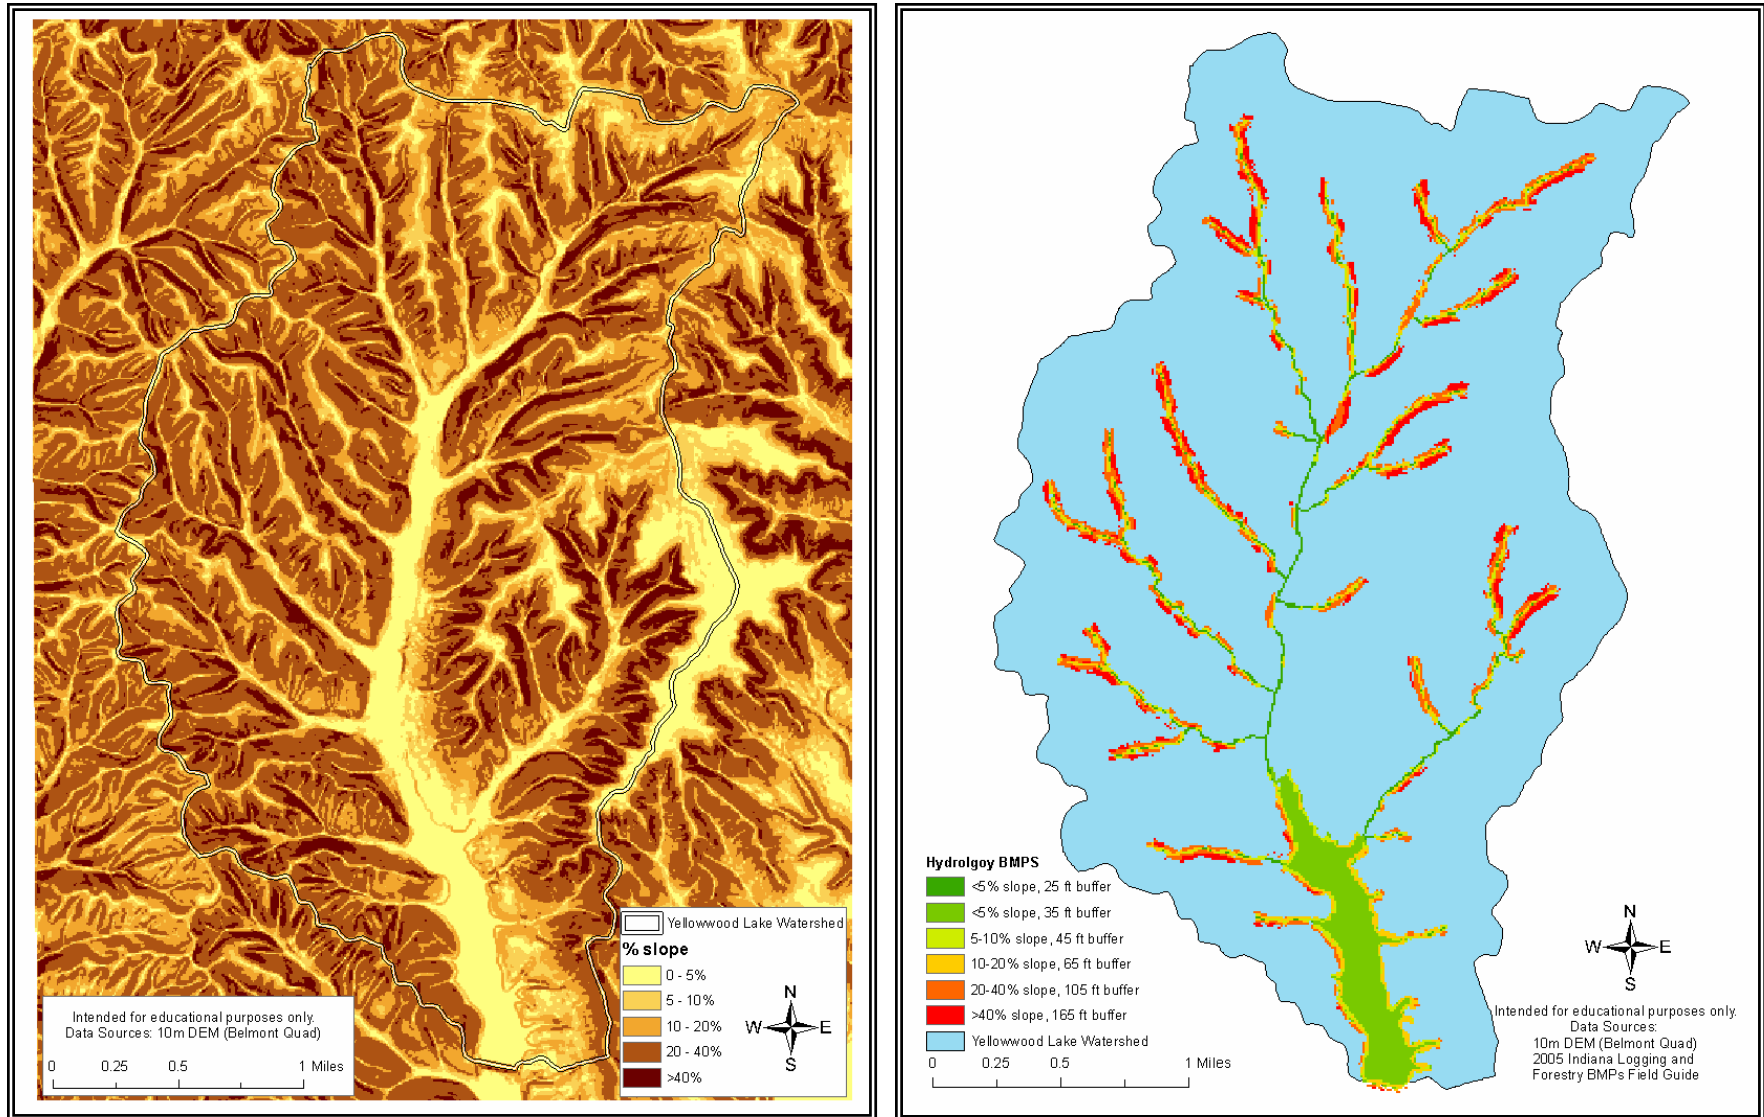 Yellowwood Lake Watershed
% slope
0 - 5%
5 - 10%
10 - 20%
20 - 40%
>40%
N
W E
S
Intended for educational purposes only.
Data Sources: 10m DEM (Belmont Quad)
0 0.25 0.5 1 Miles
Hydrolgoy BMPS
<5% slope, 25 ft buffer
<5% slope, 35 ft buffer
5-10% slope, 45 ft buffer
10-20% slope, 65 ft buffer
20-40% slope, 105 ft buffer
>40% slope, 165 ft buffer
Yellowwood Lake Watershed
0 0.25 0.5 1 Miles
N
W E
S
Intended for educational purposes only.
Data Sources:
10m DEM (Belmont Quad)
2005 Indiana Logging and
Forestry BMPs Field Guide